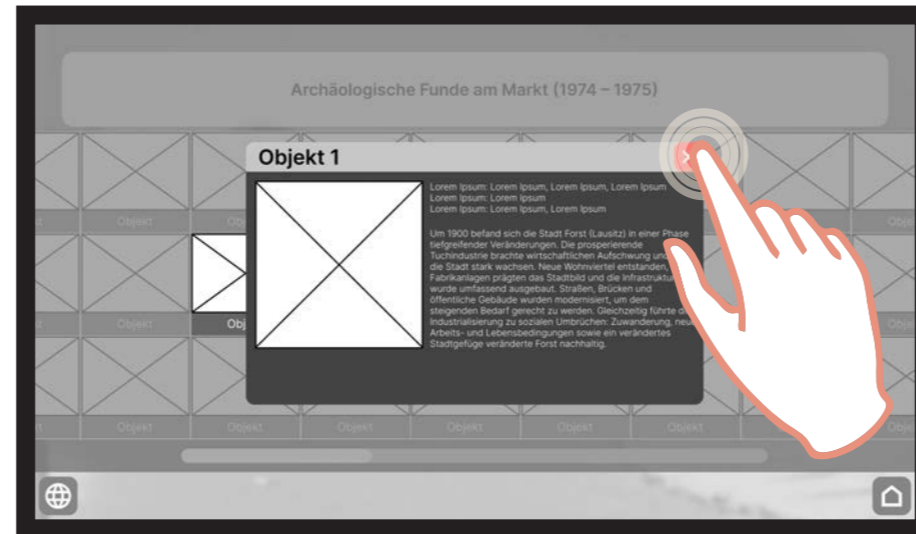 Archäologische Funde am Markt (1974 – 1975)
Objekt 1
Lorem Ipsum: Lorem Ipsum, Lorem Ipsum, Lorem Ipsum
Lorem Ipsum: Lorem Ipsum
Lorem Ipsum: Lorem Ipsum, Lorem Ipsum
Um 1900 befand sich die Stadt Forst (Lausitz) in einer Phase
tiefgreifender Veränderungen. Die prosperierende
Tuchindustrie brachte wirtschaftlichen Aufschwung und
die Stadt stark wachsen. Neue Wohnviertel entstanden,
Fabrikanlagen prägten das Stadtbild und die Infrastruktur
wurde umfassend ausgebaut. Straßen, Brücken und
öffentliche Gebäude wurden modernisiert, um dem
steigenden Bedarf gerecht zu werden. Gleichzeitig führte
Industrialisierung zu sozialen Umbrüchen: Zuwanderung, neue
Arbeits- und Lebensbedingungen sowie ein verändertes
Stadtgefüge veränderte Forst nachhaltig.
Objekt
Objekt
Objekt Objekt Objekt Objekt Objekt Objekt